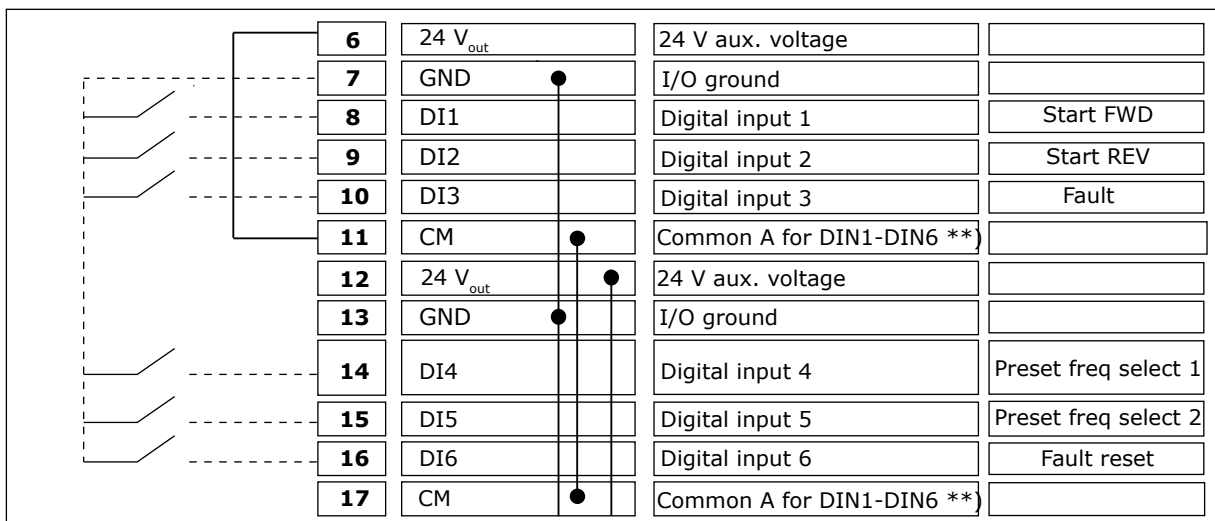 6 24 Vout 24 V aux. voltage
7 GND I/O ground
8 DI1 Digital input 1 Start FWD
9 DI2 Digital input 2 Start REV
10 DI3 Digital input 3 Fault
11 CM Common A for DIN1-DIN6 **)
12 24 Vout 24 V aux. voltage
13 GND I/O ground
14 DI4 Digital input 4 Preset freq select 1
15 DI5 Digital input 5 Preset freq select 2
16 DI6 Digital input 6 Fault reset
17 CM Common A for DIN1-DIN6 **)